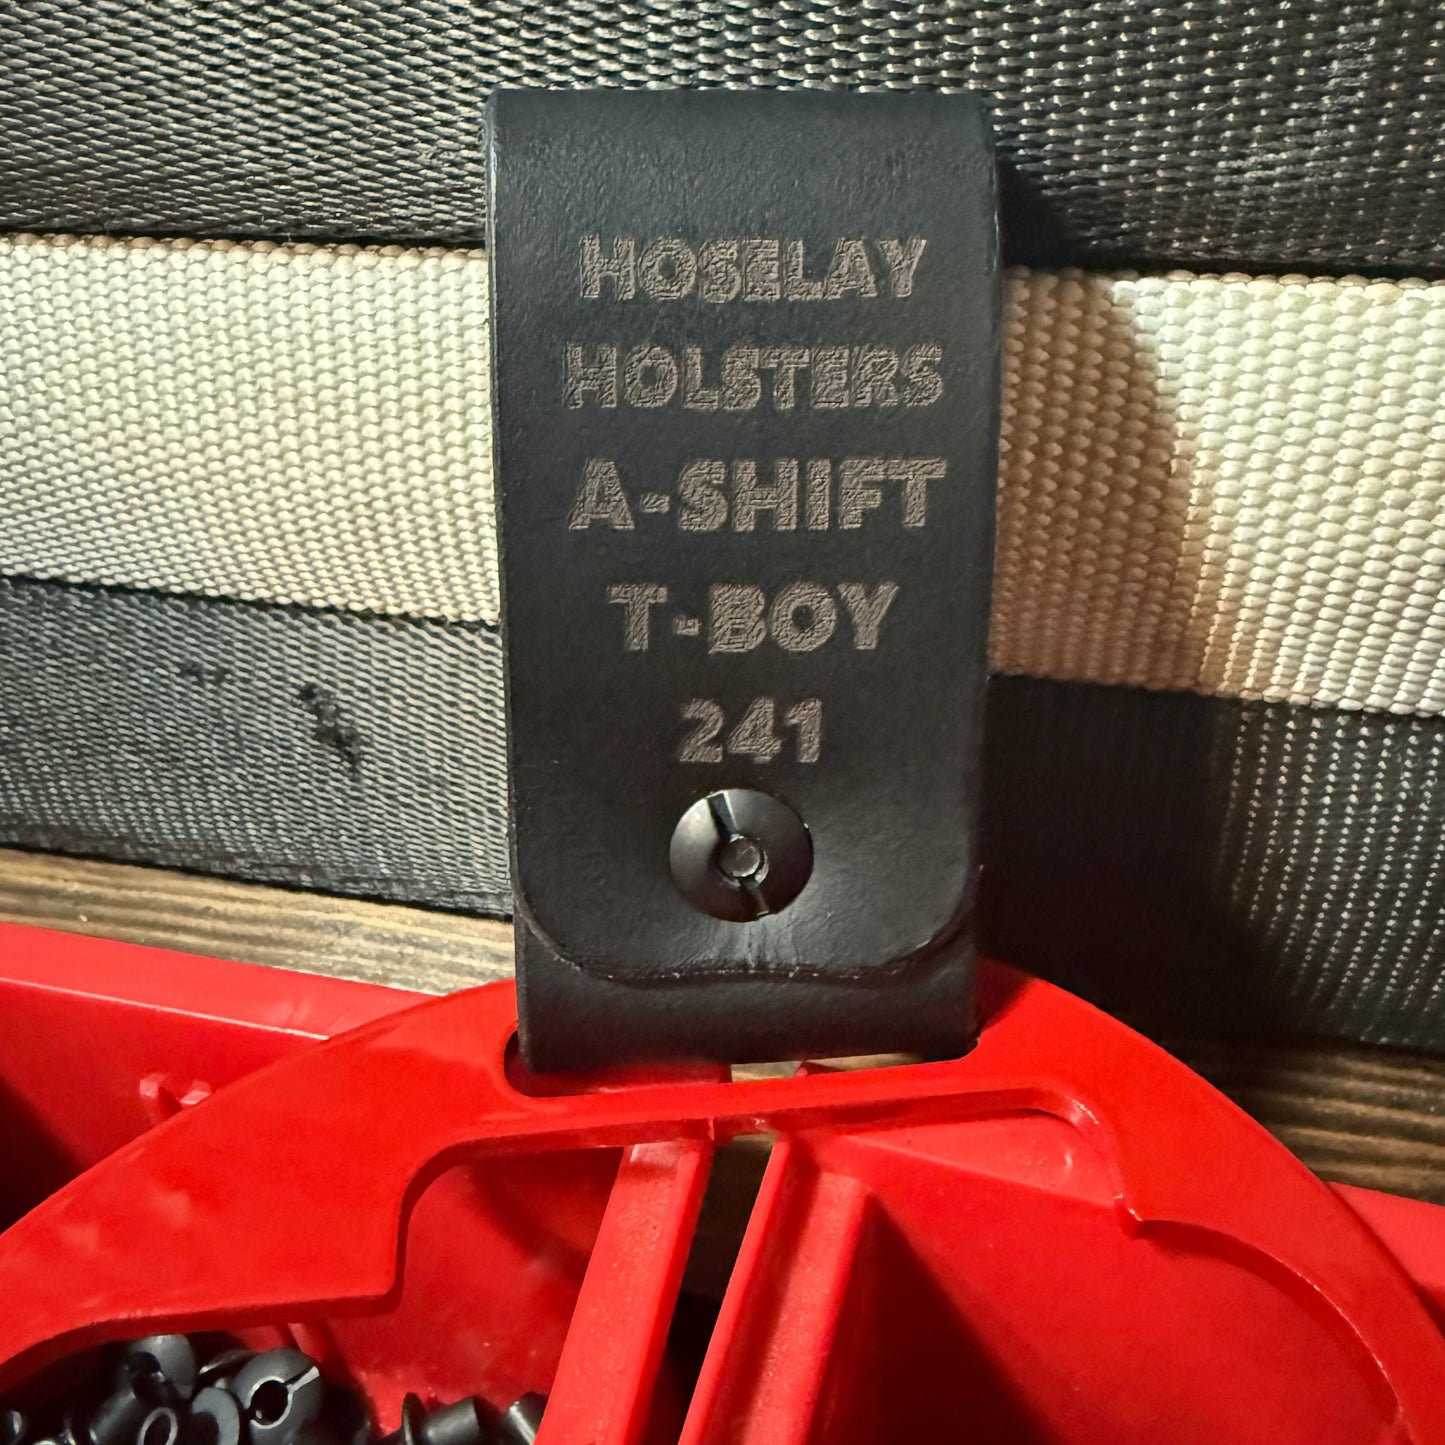 HOSELAY
HOLSTERS
A-SHIFT
T-BOY
241